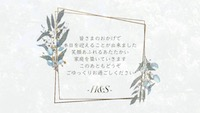 皆さまのおかげで
本日を迎えることが出来ました
笑顔あふれるあたたかい
家庭を築いていきます
このあともどうぞ
ごゆっくりお過ごしください
-H&S-